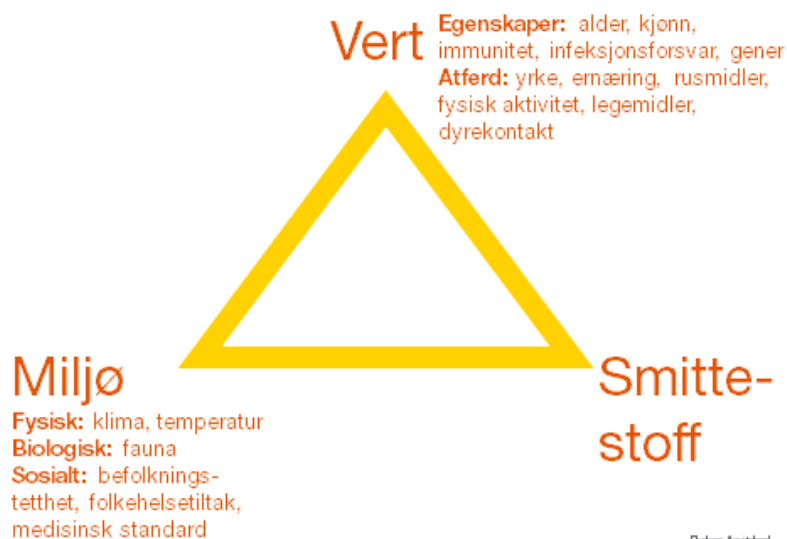 Vert
Egenskaper: alder, kjønn,
immunitet, infeksjonsforsvar, gener
Atferd: yrke, ernæring, rusmidler,
fysisk aktivitet, legemidler,
dyrekontakt
Miljø
Fysisk: klima, temperatur
Biologisk: fauna
Sosialt: befolknings-
tetthet, folkehelsetiltak,
medisinsk standard
Smitte-
stoff